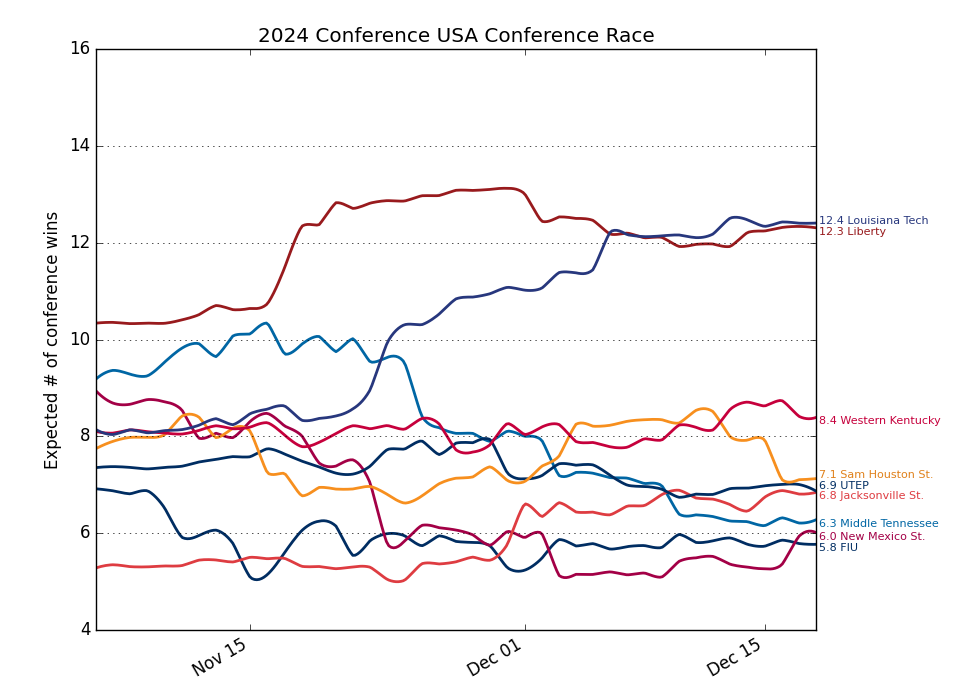 2024 Conference USA Conference Race
Expected # of conference wins
16
14
12
10
8
6
4
12.4 Louisiana Tech
12.3 Liberty
8.4 Western Kentucky
7.1 Sam Houston St.
6.9 UTEP
6.8 Jacksonville St.
6.3 Middle Tennessee
6.0 New Mexico St.
5.8 FIU
Nov 15
Dec 01
Dec 15